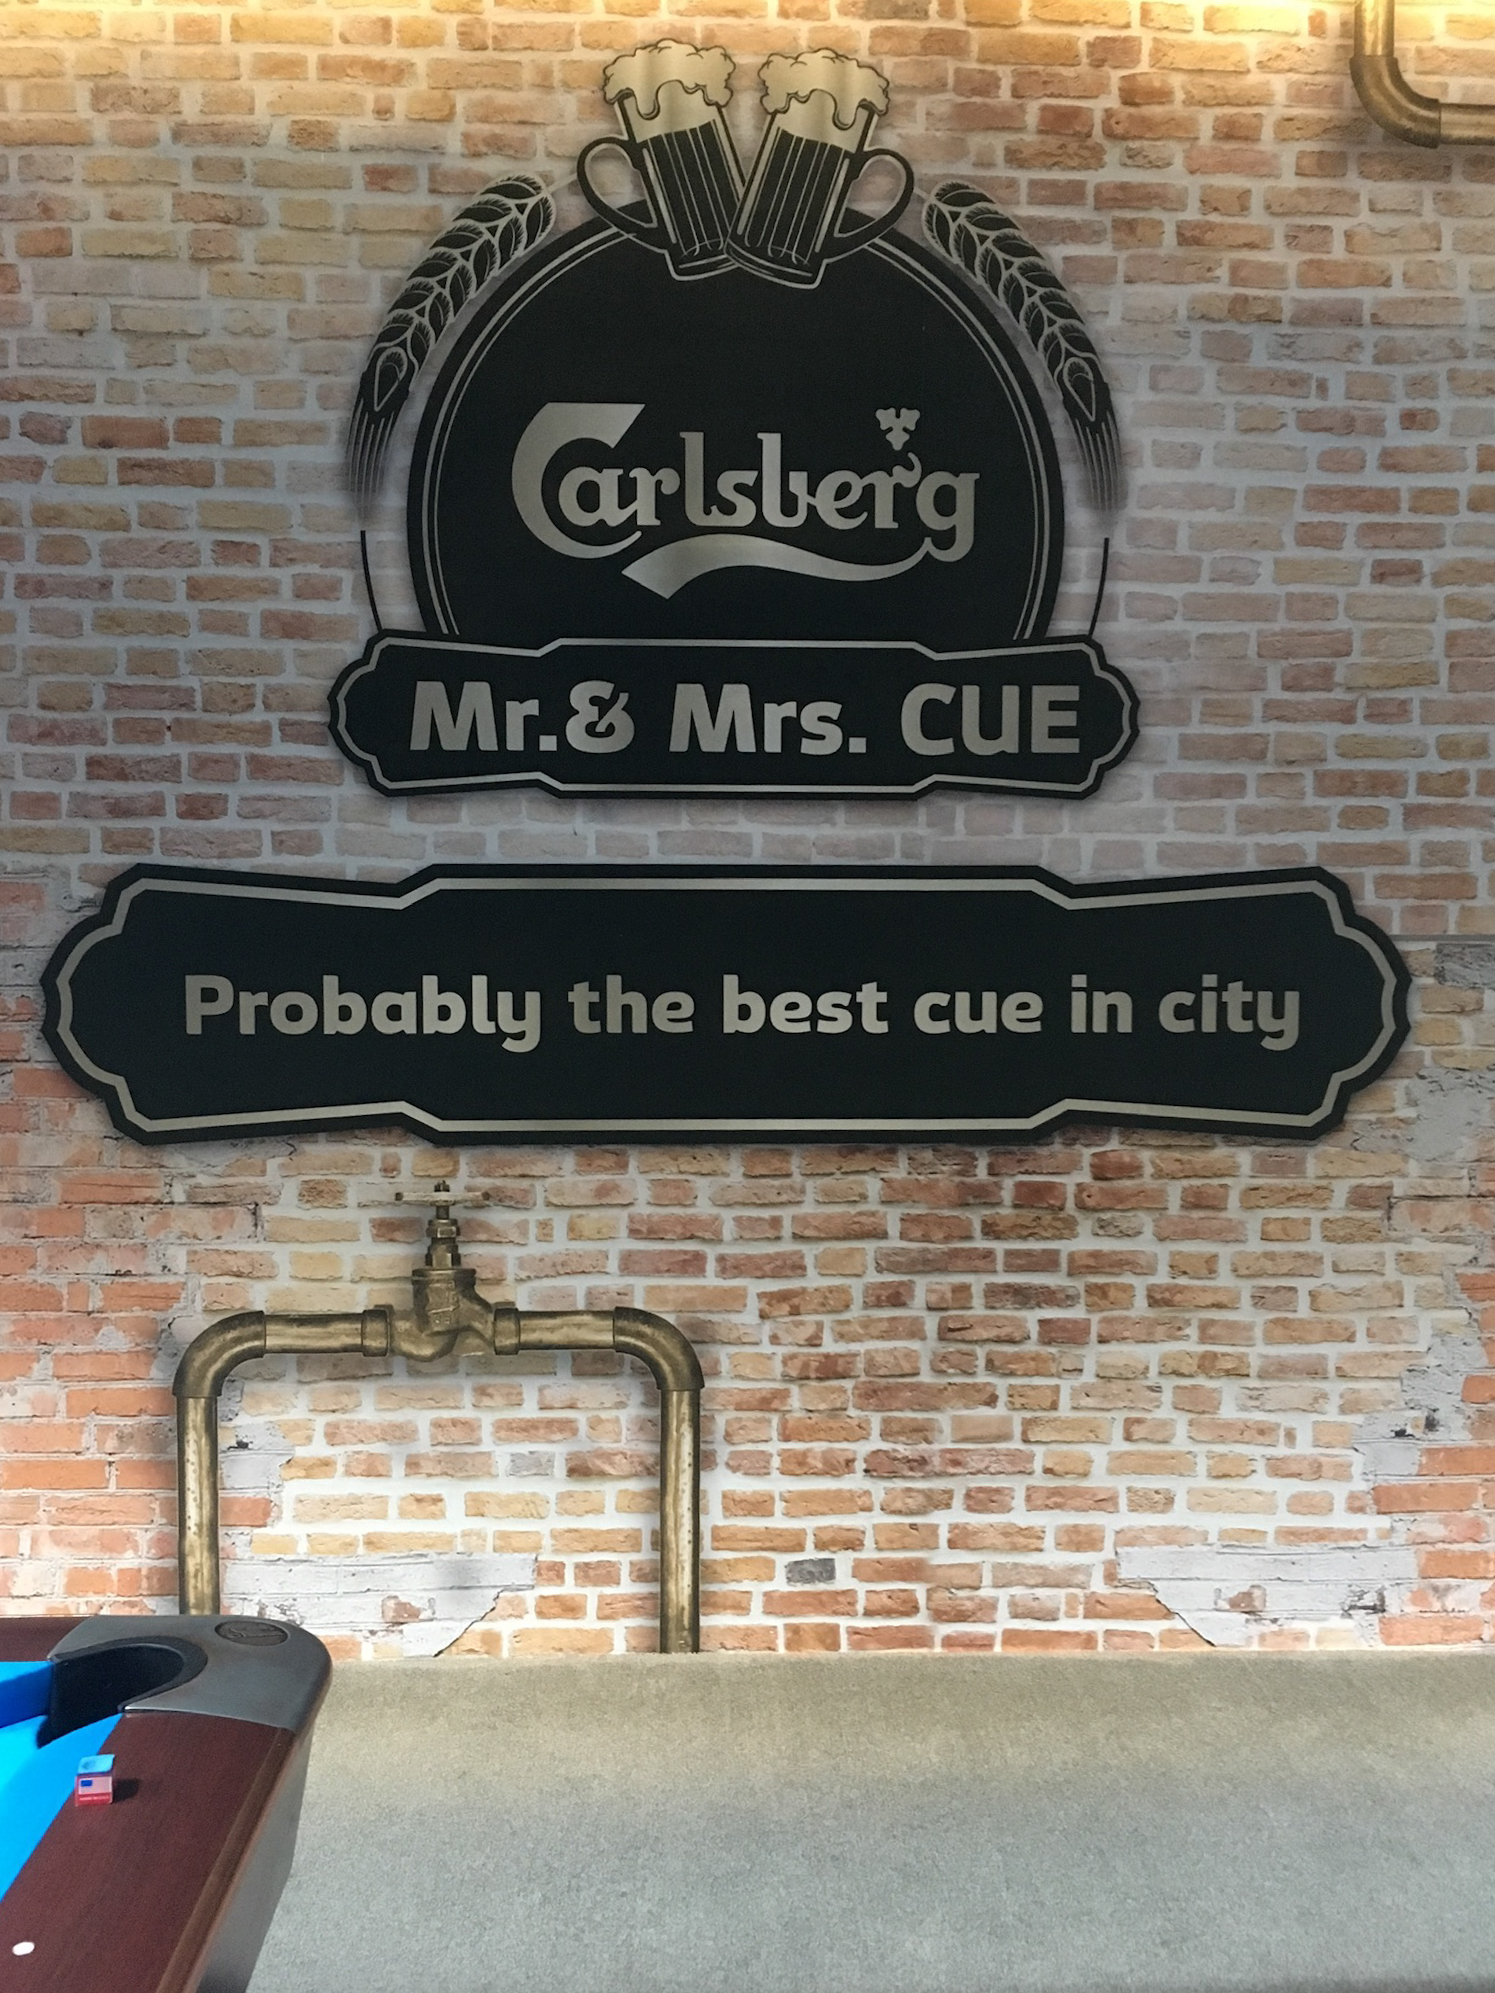 Carlsberg
Mr.& Mrs. CUE
Probably the best cue in city